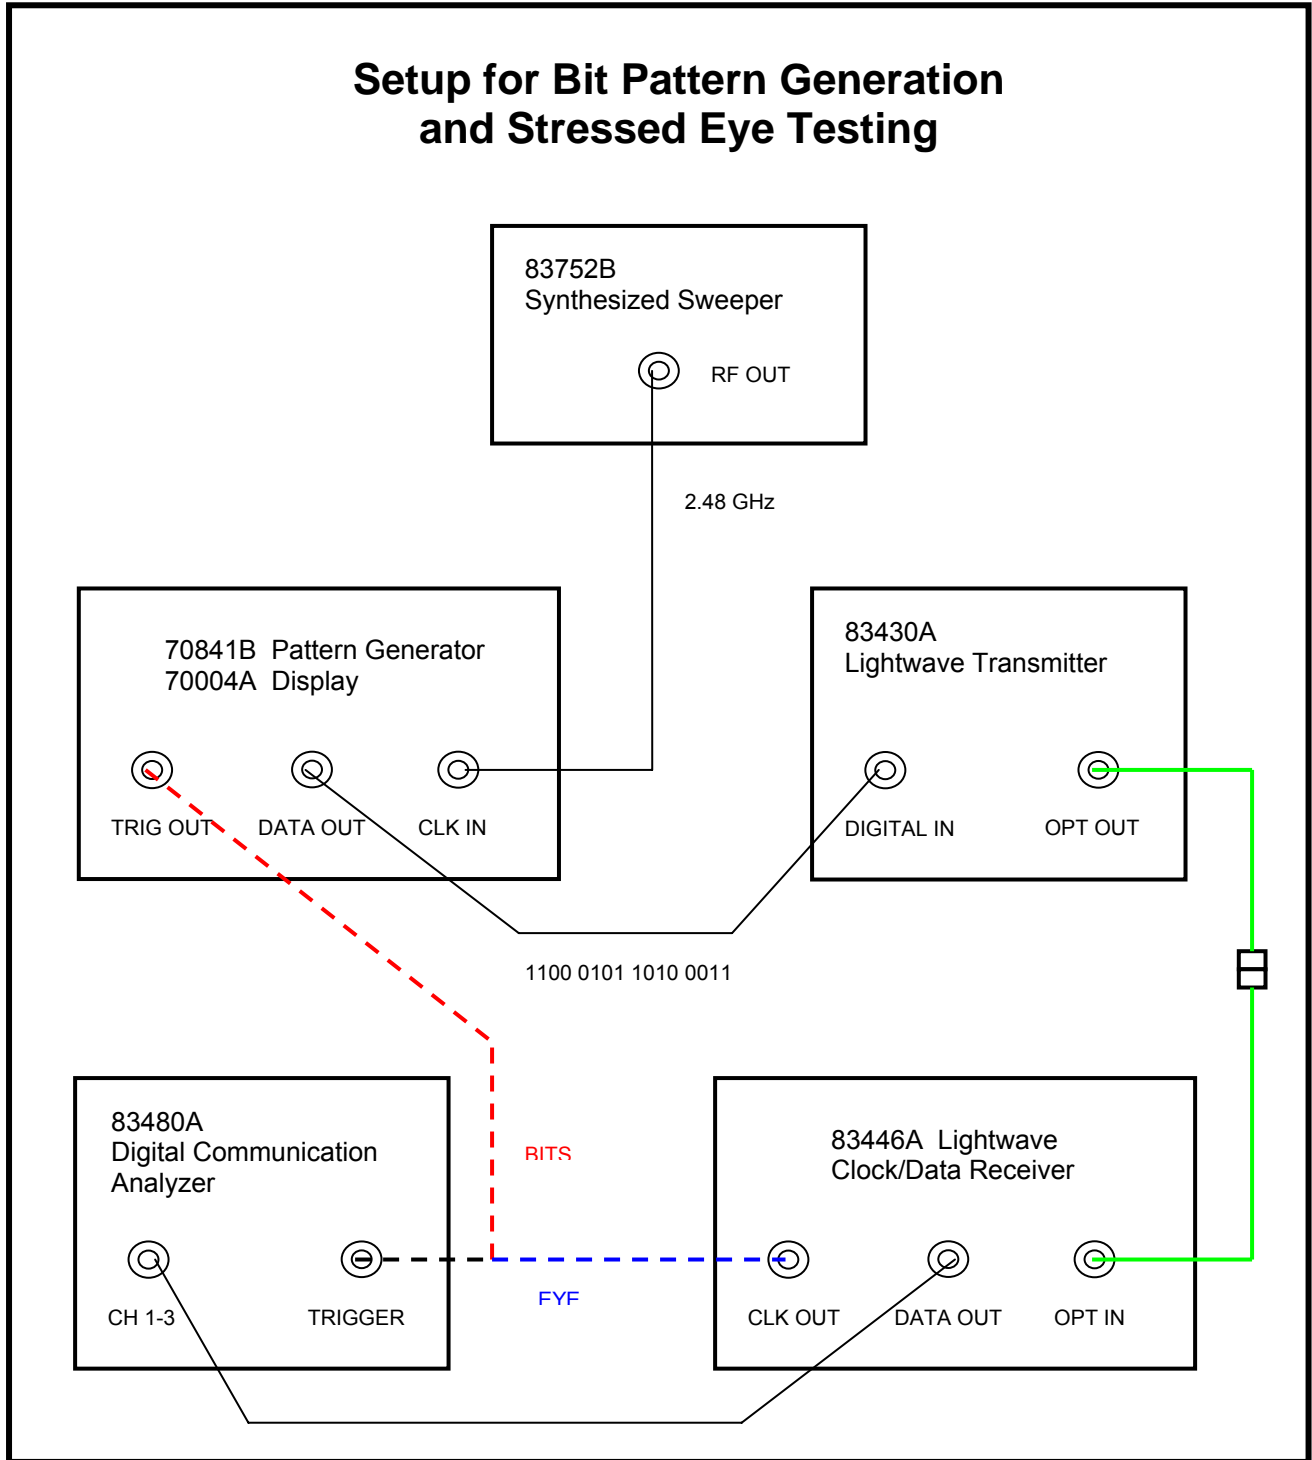 Setup for Bit Pattern Generation
and Stressed Eye Testing
83752B
Synthesized Sweeper
RF OUT
2.48 GHz
70841B Pattern Generator
70004A Display
TRIG OUT
DATA OUT
CLK IN
83430A
Lightwave Transmitter
DIGITAL IN
OPT OUT
1100 0101 1010 0011
83480A
Digital Communication
Analyzer
CH 1-3
TRIGGER
BITS
EYE
83446A Lightwave
Clock/Data Receiver
CLK OUT
DATA OUT
OPT IN